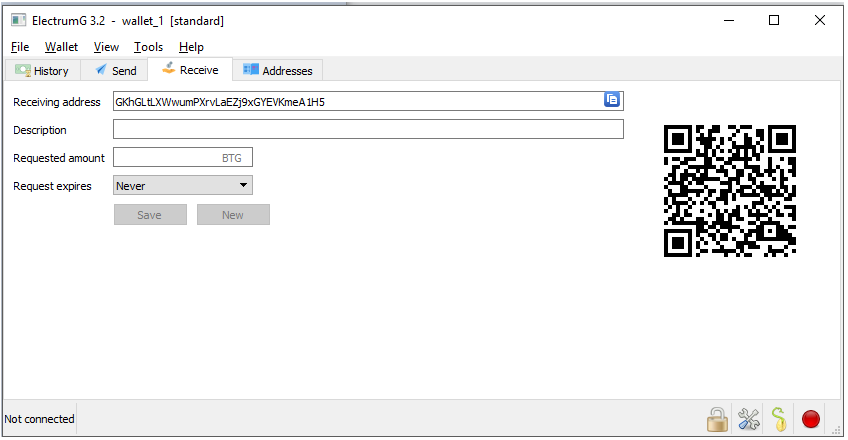 ElectrumG 3.2 - wallet_1 [standard]
File Wallet View Tools Help
History Send Receive Addresses
Receiving address GKhGLtLXWwumPXrvLaEZj9xGYEVKmeA1H5
Description
Requested amount BTG
Request expires Never
Save New
Not connected